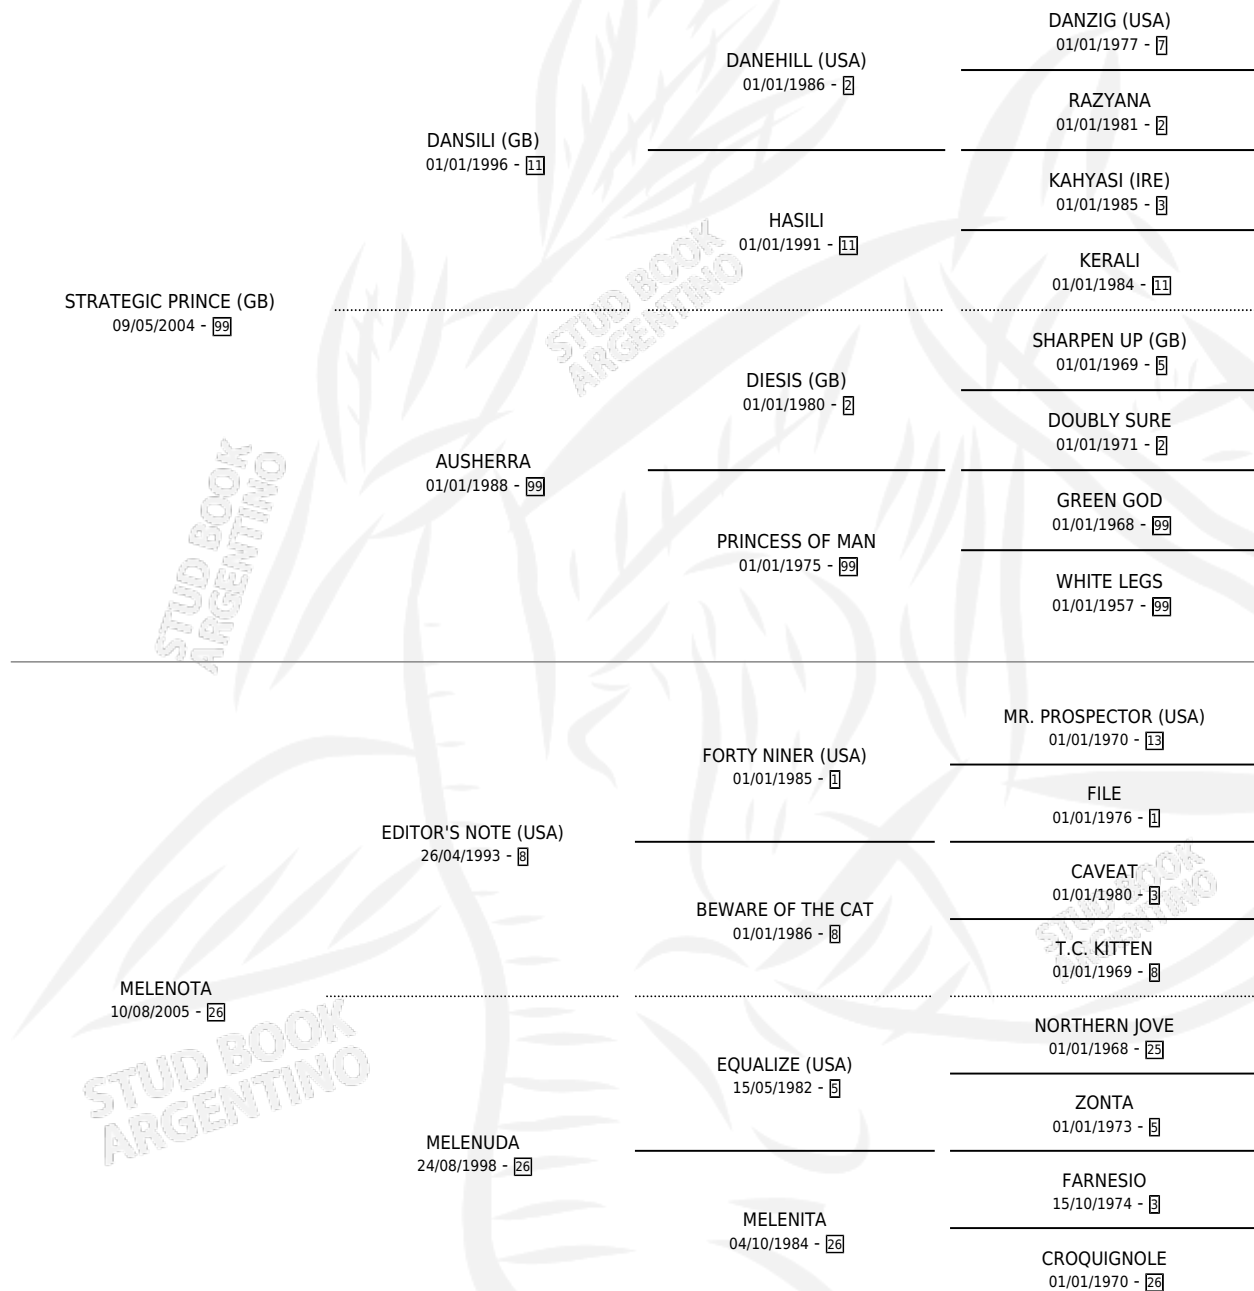 DANZIG (USA)
01/01/1977 - 7
DANEHILL (USA)
01/01/1986 - 2
RAZYANA
01/01/1981 - 2
DANSILI (GB)
01/01/1996 - 11
KAHYASI (IRE)
01/01/1985 - 3
HASILI
01/01/1991 - 11
KERALI
01/01/1984 - 11
STRATEGIC PRINCE (GB)
09/05/2004 - 99
STUD BOOK
ARGENTINO
SHARPEN UP (GB)
01/01/1969 - 5
DIESIS (GB)
01/01/1980 - 2
DOUBLY SURE
01/01/1971 - 2
AUSHERRA
01/01/1988 - 99
GREEN GOD
01/01/1968 - 99
PRINCESS OF MAN
01/01/1975 - 99
WHITE LEGS
01/01/1957 - 99
STUD BOOK
ARGENTINO
MR. PROSPECTOR (USA)
01/01/1970 - 13
FORTY NINER (USA)
01/01/1985 - 1
FILE
01/01/1976 - 1
EDITOR'S NOTE (USA)
26/04/1993 - 8
CAVEAT
01/01/1980 - 3
BEWARE OF THE CAT
01/01/1986 - 8
T.C. KITTEN
01/01/1969 - 8
STUD BOOK
ARGENTINO
MELENOTA
10/08/2005 - 26
NORTHERN JOVE
01/01/1968 - 25
EQUALIZE (USA)
15/05/1982 - 5
ZONTA
01/01/1973 - 5
STUD BOOK
ARGENTINO
MELENUDA
24/08/1998 - 26
FARNESIO
15/10/1974 - 3
MELENITA
04/10/1984 - 26
CROQUIGNOLE
01/01/1970 - 26